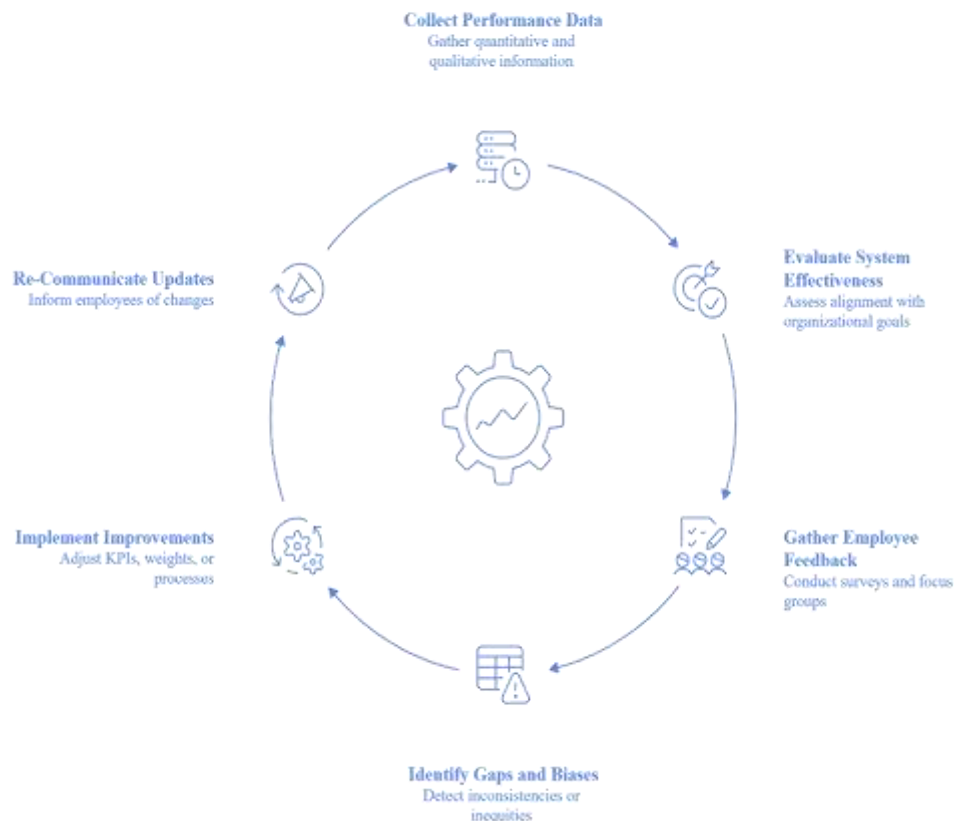 Collect Performance Data
Gather quantitative and
qualitative information
Evaluate System
Effectiveness
Assess alignment with
organizational goals
Gather Employee
Feedback
Conduct surveys and focus
groups
Identify Gaps and Biases
Detect inconsistencies or
inequities
Implement Improvements
Adjust KPIs, weights, or
processes
Re-Communicate Updates
Inform employees of changes